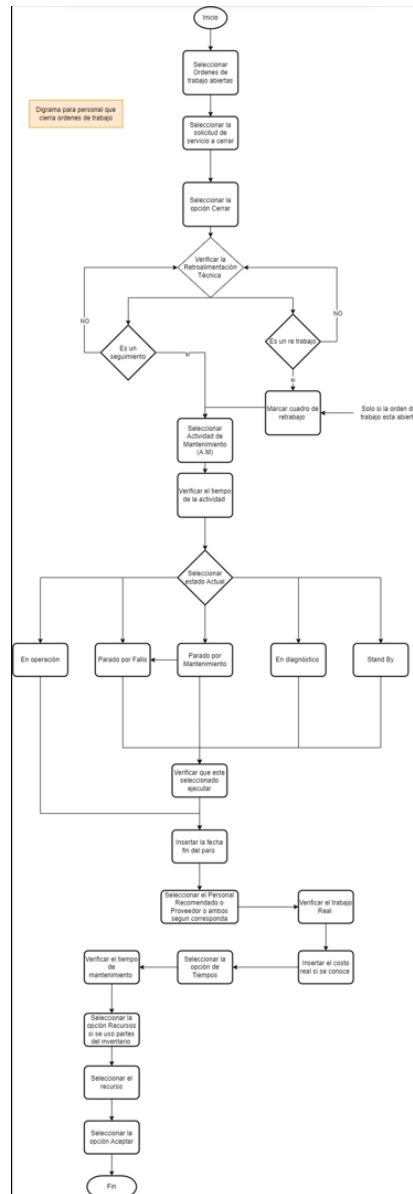 Inicio
Seleccionar
Ordenes de
trabajo abiertas
Digrama para personal que
cierra ordenes de trabajo
Seleccionar la
solicitud de
servicio a cerrar
Seleccionar la
opción Cerrar
Verificar la
Retroalimentación
Técnica
NO
NO
Es un
seguimiento
Es un re trabajo
si
si
Marcar cuadro de
retrabajo
Solo si la orden de
trabajo esta abiert
Seleccionar
Actividad de
Mantenimiento
(A.M)
Verificar el tiempo
de la actividad
Seleccionar
estado Actual
En operación
Parado por Fallo
Parado por
Mantenimiento
En diagnóstico
Stand By
Verificar que este
seleccionado
ejecutar
Insertar la fecha
fin del paro
Seleccionar el Personal
Recomendado o
Proveedor o ambos
segun corresponda
Verificar el trabajo
Real
Verificar el tiempo
de
mantenimiento
Seleccionar la
opción de
Tiempos
Insertar el costo
real si se conoce
Seleccionar la
opción Recursos
si se uso partes
del inventario
Seleccionar el
recurso
Seleccionar la
opción Aceptar
Fin